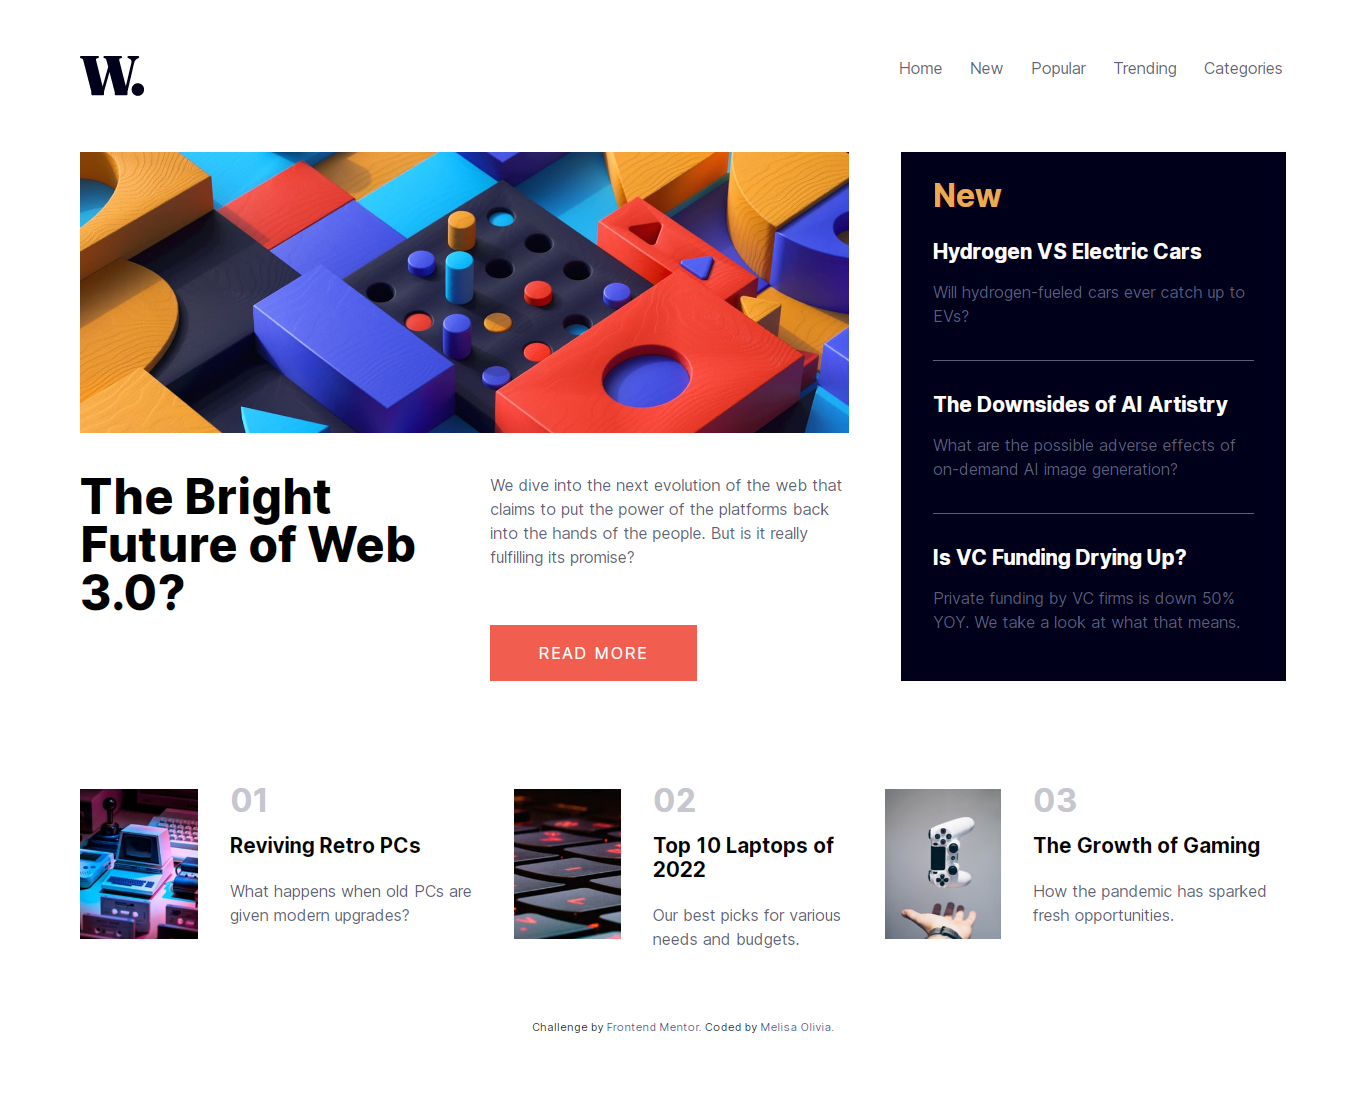 W.
Home New Popular Trending Categories
The Bright
Future of Web
3.0?
We dive into the next evolution of the web that
claims to put the power of the platforms back
into the hands of the people. But is it really
fulfilling its promise?
READ MORE
New
Hydrogen VS Electric Cars
Will hydrogen-fueled cars ever catch up to
EVs?
The Downsides of AI Artistry
What are the possible adverse effects of
on-demand AI image generation?
Is VC Funding Drying Up?
Private funding by VC firms is down 50%
YOY. We take a look at what that means.
01
Reviving Retro PCs
What happens when old PCs are
given modern upgrades?
02
Top 10 Laptops of
2022
Our best picks for various
needs and budgets.
03
The Growth of Gaming
How the pandemic has sparked
fresh opportunities.
Challenge by Frontend Mentor. Coded by Melisa Olivia.